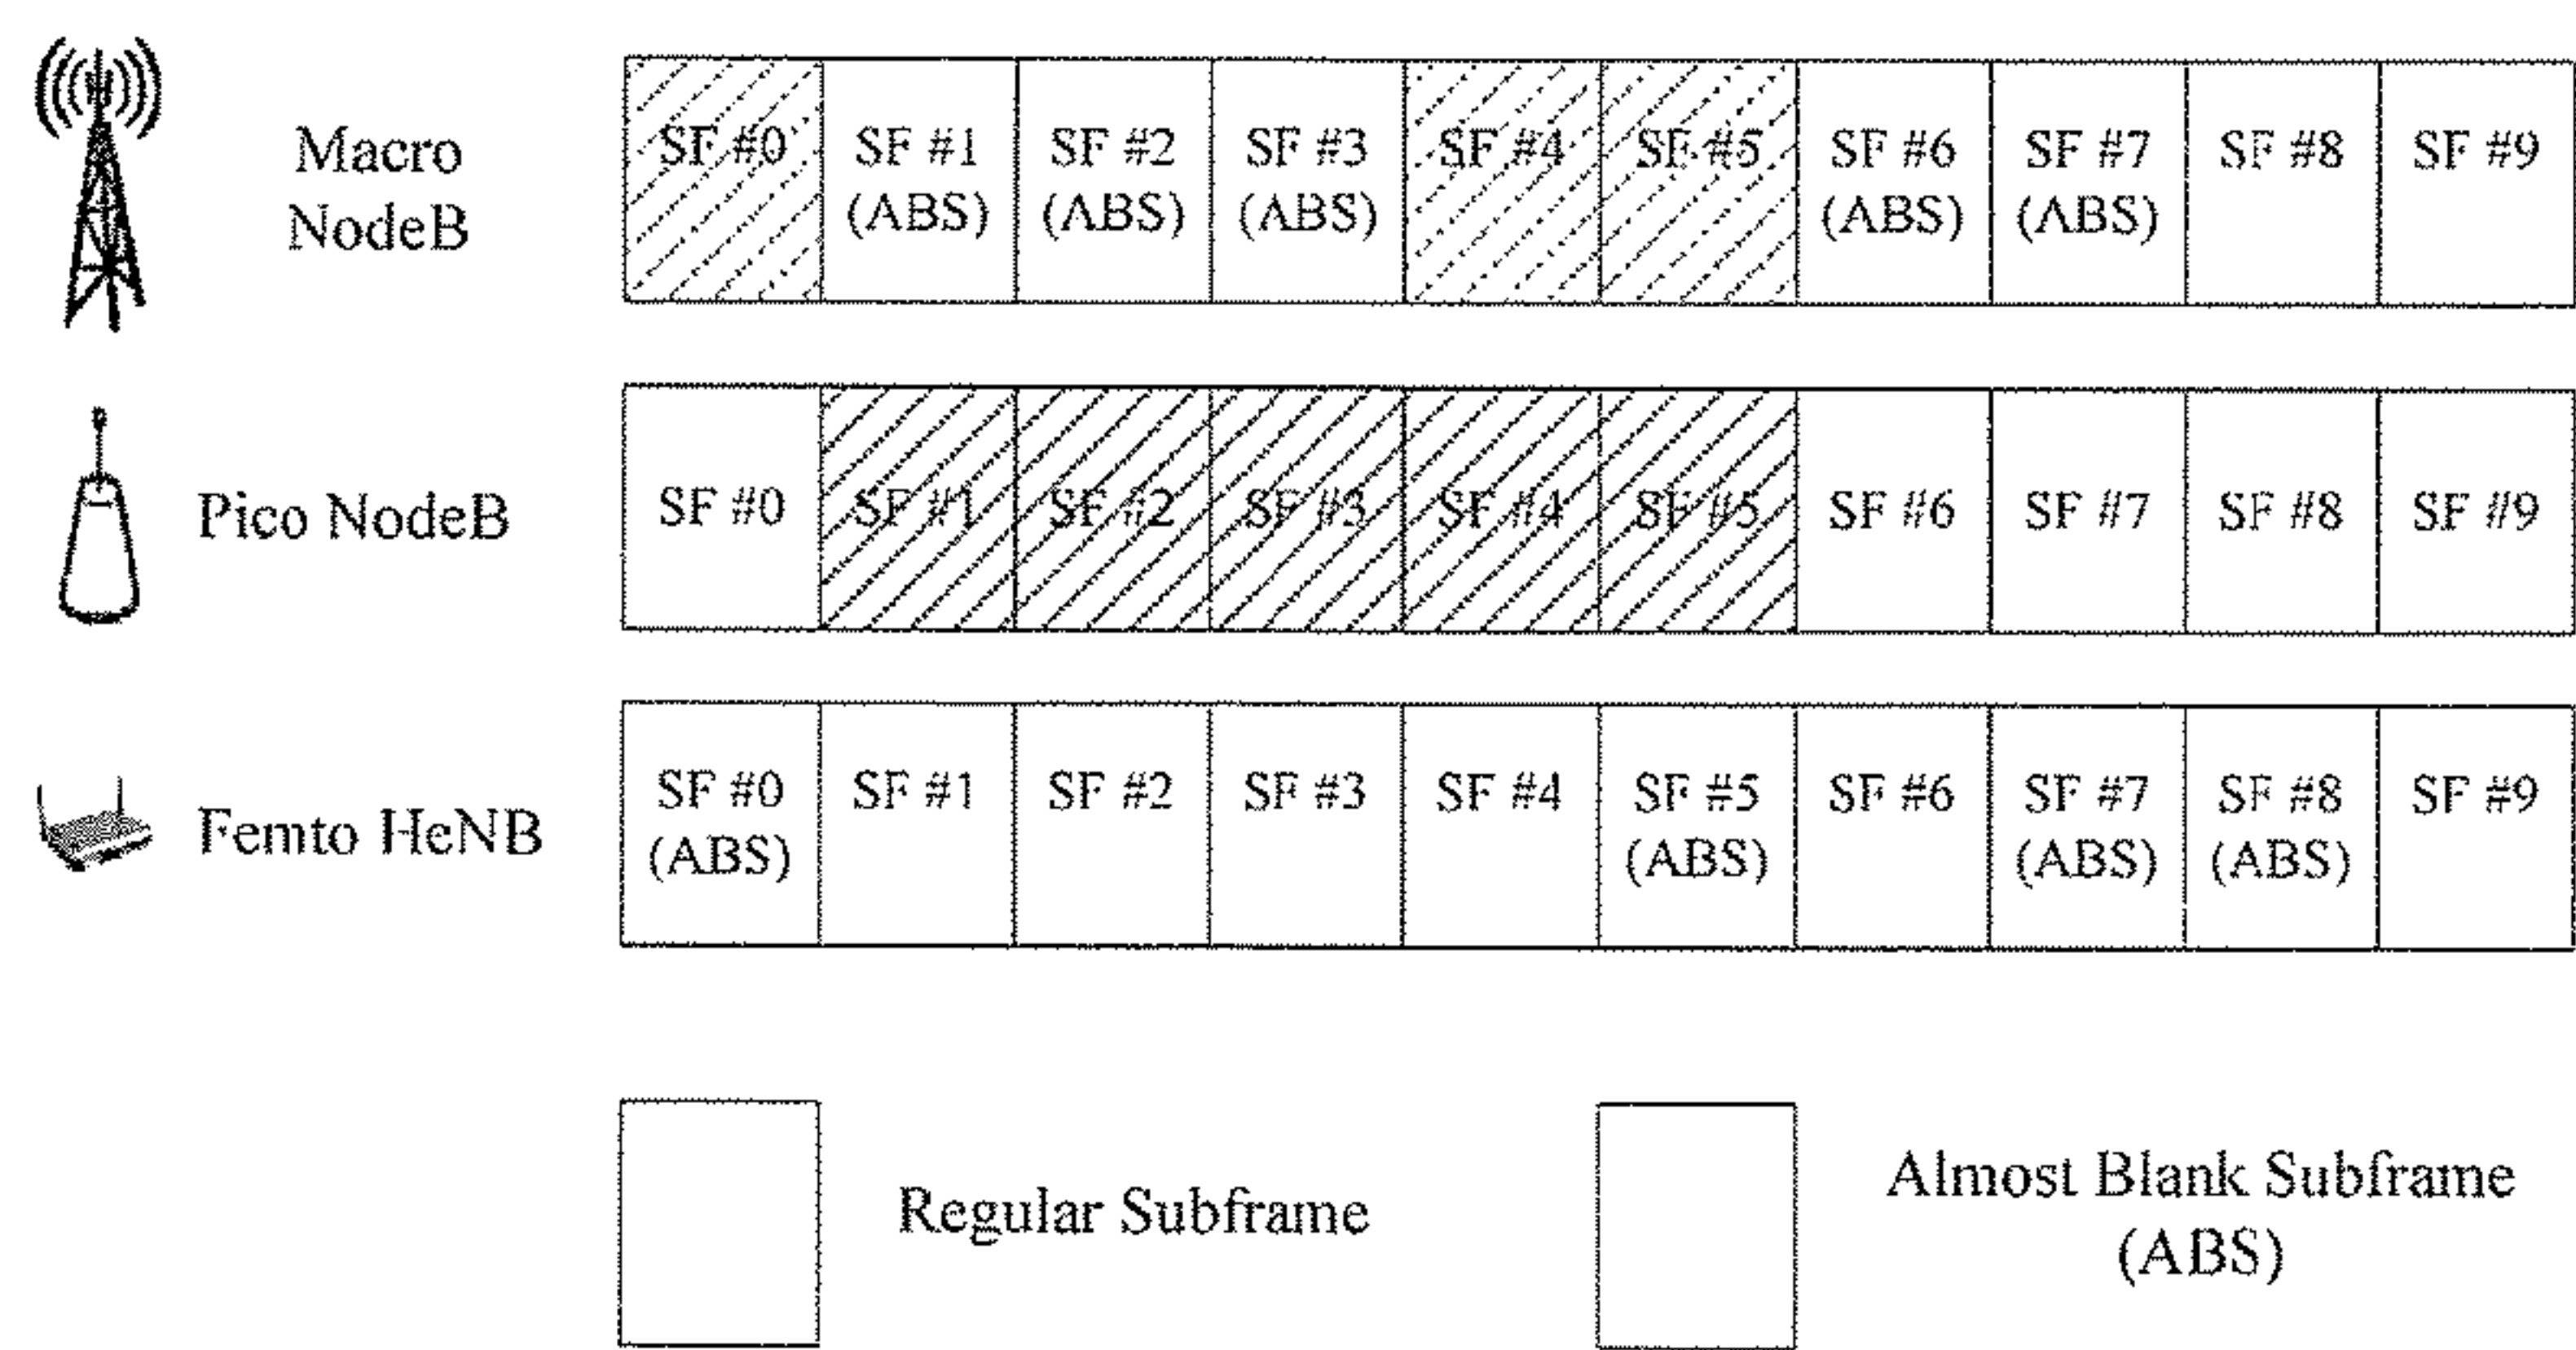 Macro
NodeB
SF #0
SF #1
(ABS)
SF #2
(ABS)
SF #3
(ABS)
SF #4
SF #5
SF #6
(ABS)
SF #7
(ABS)
SF #8
SF #9
Pico NodeB
SF #0
SF #1
SF #2
SF #3
SF #4
SF #5
SF #6
SF #7
SF #8
SF #9
Femto HeNB
SF #0
(ABS)
SF #1
SF #2
SF #3
SF #4
SF #5
(ABS)
SF #6
SF #7
(ABS)
SF #8
(ABS)
SF #9
Regular Subframe
Almost Blank Subframe
(ABS)